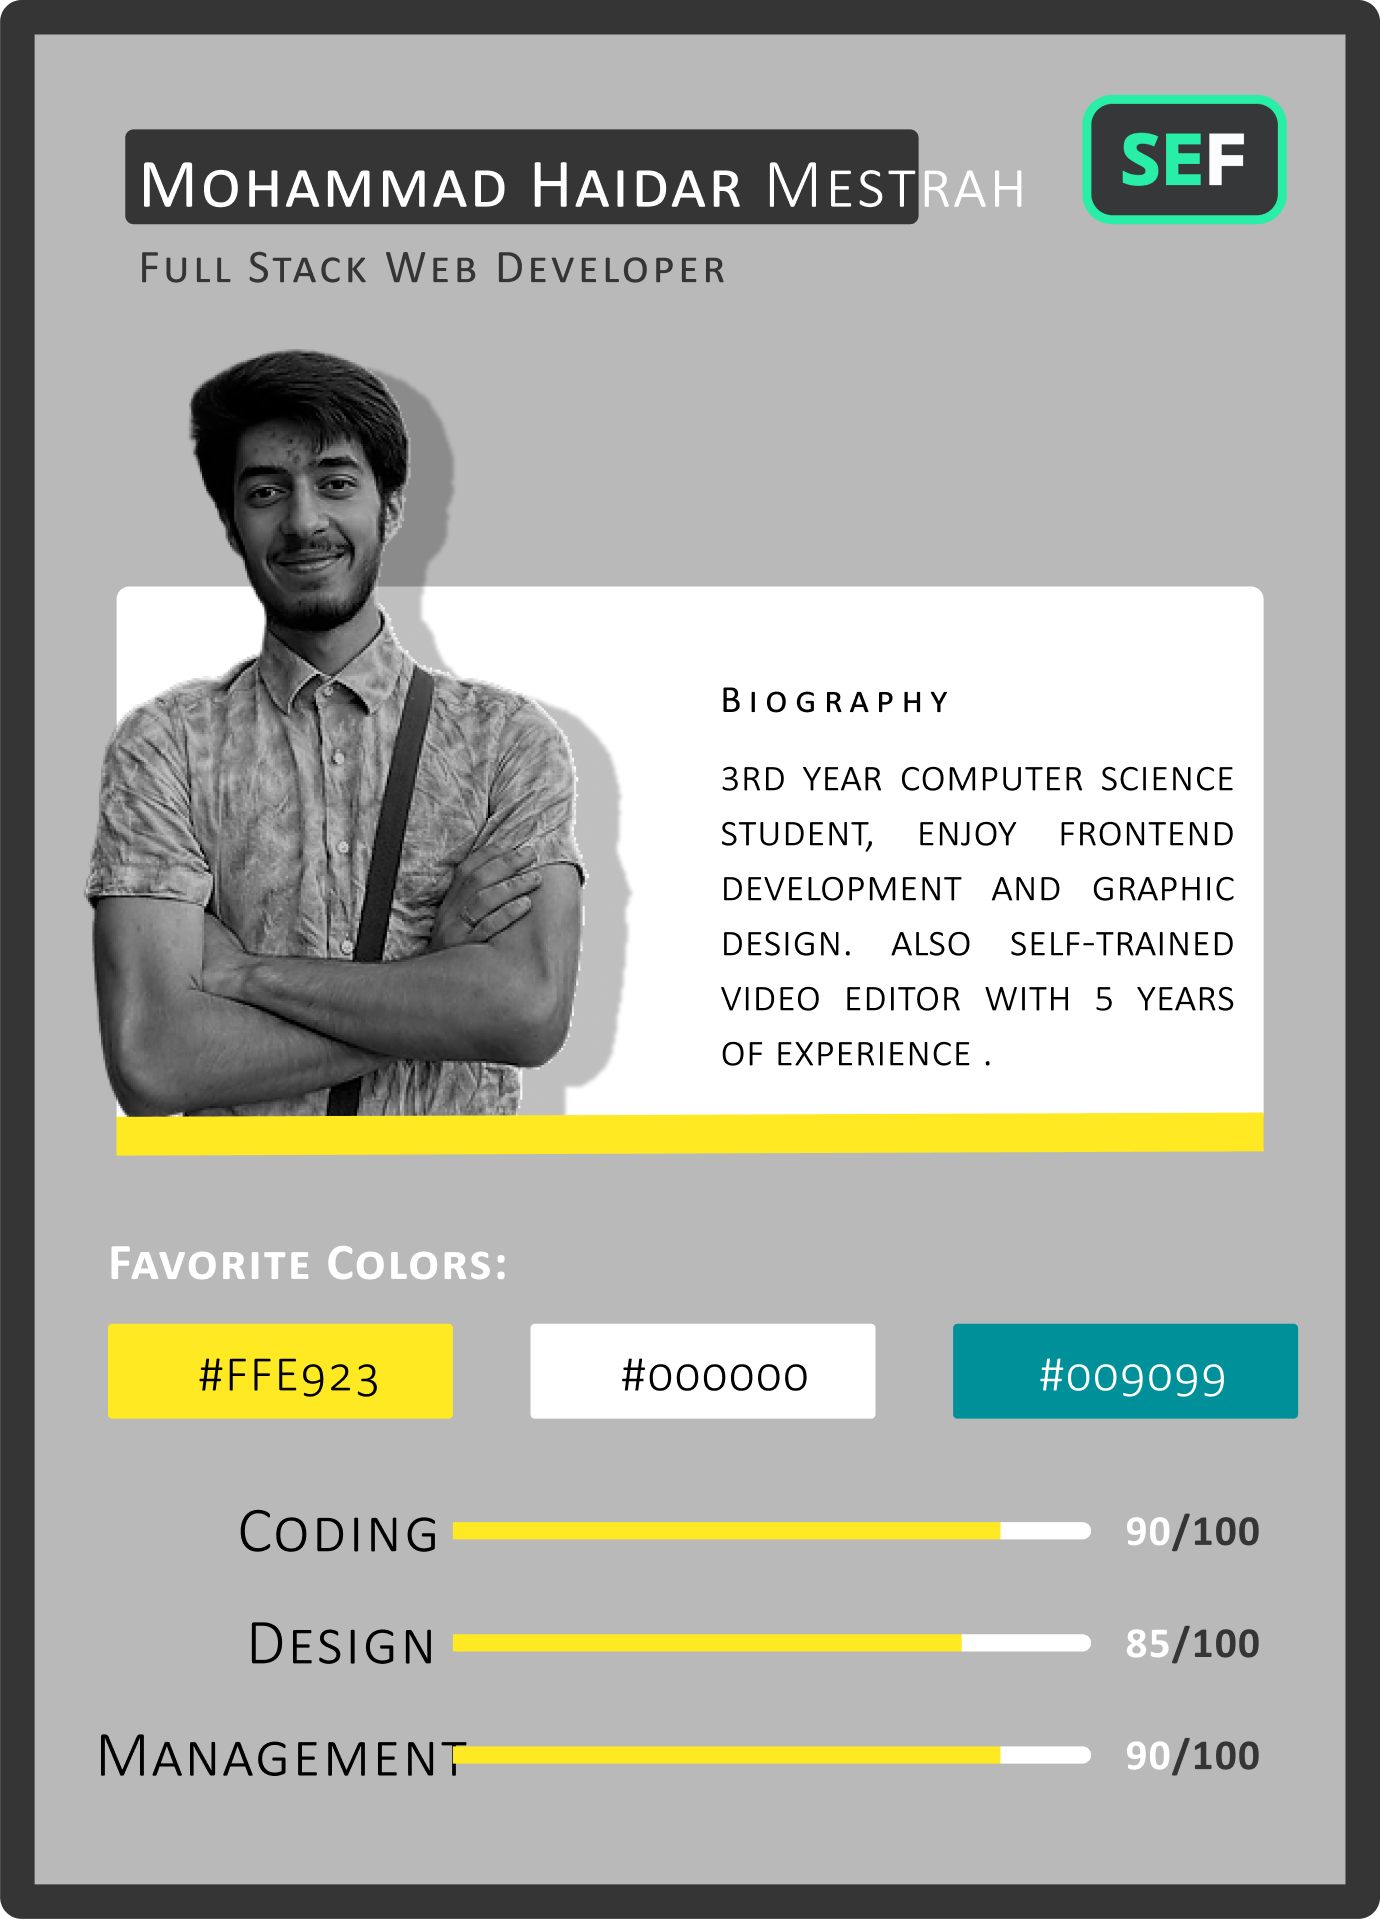 Mohammad Haidar Mestrah
SEF
Full Stack Web Developer
Biography
3RD YEAR COMPUTER SCIENCE
STUDENT, ENJOY FRONTEND
DEVELOPMENT AND GRAPHIC
DESIGN. ALSO SELF-TRAINED
VIDEO EDITOR WITH 5 YEARS
OF EXPERIENCE .
Favorite Colors:
#FFE923
#000000
#009099
Coding 90/100
Design 85/100
Management 90/100